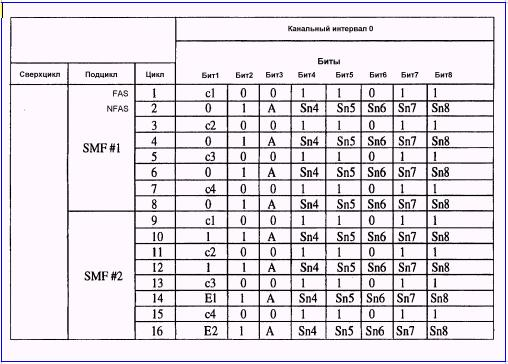 Канальный интервал 0
Биты
Сверхцикл Подцикл Цикл Бит1 Бит2 Бит3 Бит4 Бит5 Бит6 Бит7 Бит8
FAS 1 c1 0 0 1 1 0 1 1
NFAS 2 0 1 A Sn4 Sn5 Sn6 Sn7 Sn8
3 c2 0 0 1 1 0 1 1
SMF #1 4 0 1 A Sn4 Sn5 Sn6 Sn7 Sn8
5 c3 0 0 1 1 0 1 1
6 0 1 A Sn4 Sn5 Sn6 Sn7 Sn8
7 c4 0 0 1 1 0 1 1
8 0 1 A Sn4 Sn5 Sn6 Sn7 Sn8
9 c1 0 0 1 1 0 1 1
10 1 1 A Sn4 Sn5 Sn6 Sn7 Sn8
11 c2 0 0 1 1 0 1 1
12 1 1 A Sn4 Sn5 Sn6 Sn7 Sn8
SMF #2 13 c3 0 0 1 1 0 1 1
14 E1 1 A Sn4 Sn5 Sn6 Sn7 Sn8
15 c4 0 0 1 1 0 1 1
16 E2 1 A Sn4 Sn5 Sn6 Sn7 Sn8